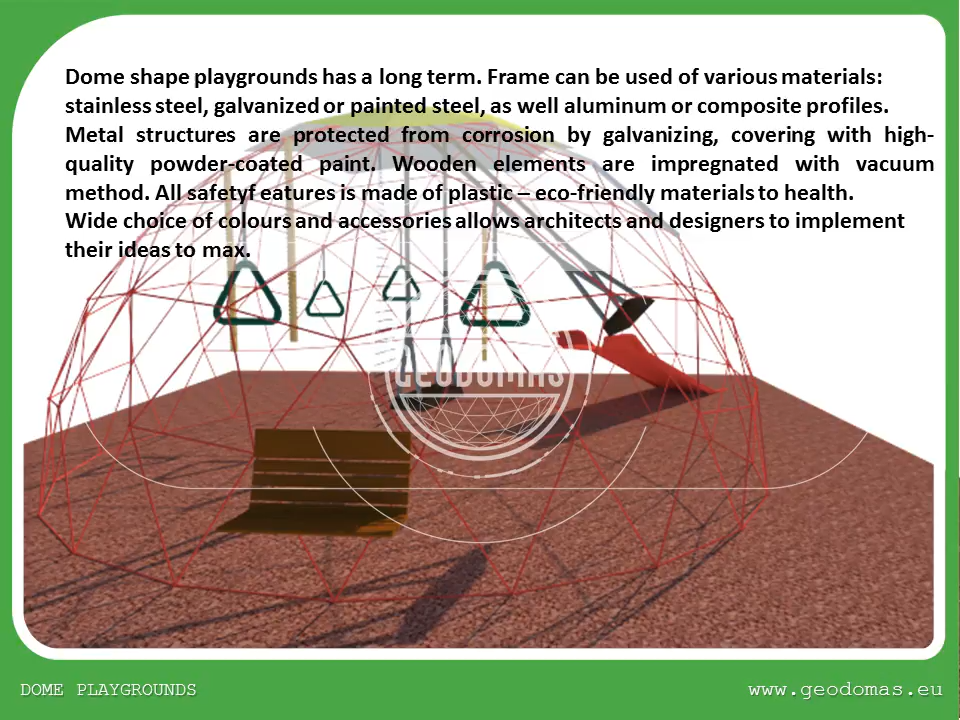 Dome shape playgrounds has a long term. Frame can be used of various materials:
stainless steel, galvanized or painted steel, as well aluminum or composite profiles.
Metal structures are protected from corrosion by galvanizing, covering with high-
quality powder-coated paint. Wooden elements are impregnated with vacuum
method. All safetyf eatures is made of plastic – eco-friendly materials to health.
Wide choice of colours and accessories allows architects and designers to implement
their ideas to max.
GEODOMAS
DOME PLAYGROUNDS
www.geodomas.eu